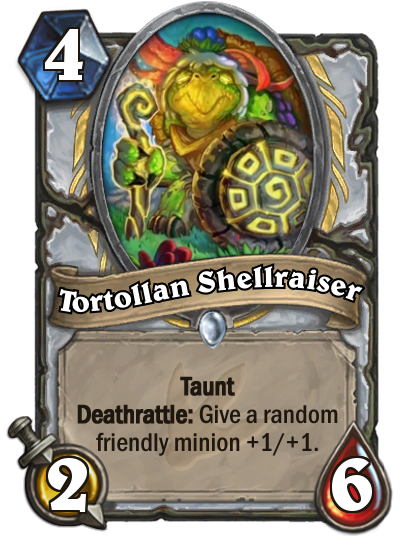 4
Tortollan Shellraiser
Taunt
Deathrattle: Give a random
friendly minion +1/+1.
2
6